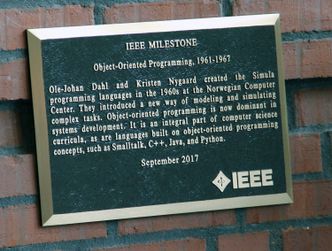 IEEE MILESTONE
Object-Oriented Programming, 1961-1967
Ole-Johan Dahl and Kristen Nygaard created the Simula
programming languages in the 1960s at the Norwegian Computer
Center. They introduced a new way of modeling and simulating
complex tasks. Object-oriented programming is now dominant in
systems development. It is an integral part of computer science
curricula, as are languages built on object-oriented programming
concepts, such as Smalltalk, C++, Java, and Python.
September 2017
IEEE